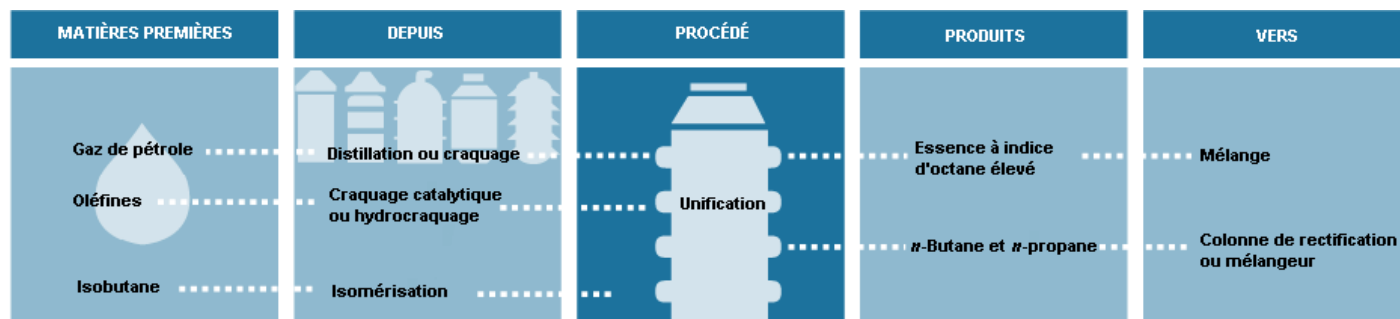 MATIÈRES PREMIÈRES
DEPUIS
PROCÉDÉ
PRODUITS
VERS
Gaz de pétrole
Distillation ou craquage
Essence à indice
d'octane élevé
Mélange
Oléfines
Craquage catalytique
ou hydrocraquage
Unification
n-Butane et n-propane
Colonne de rectification
ou mélangeur
Isobutane
Isomérisation